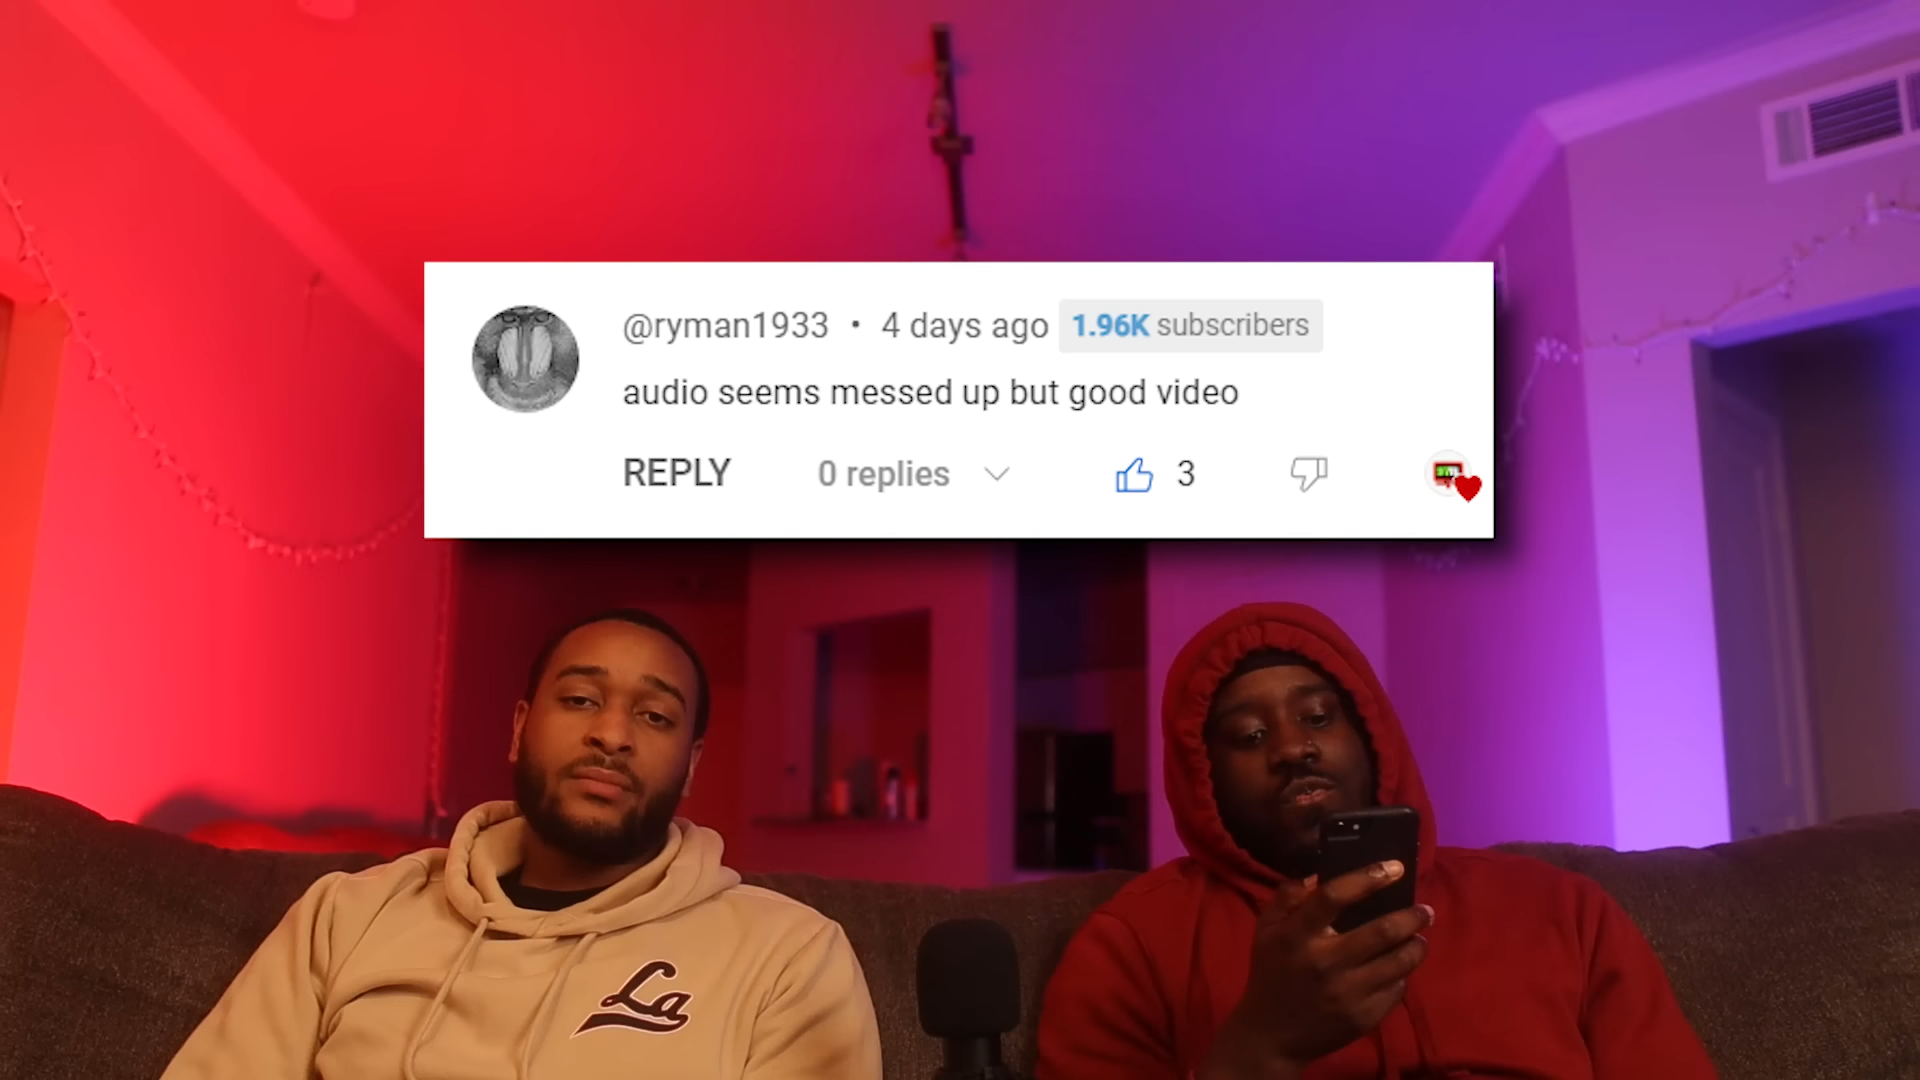 @ryman1933 • 4 days ago 1.96K subscribers
audio seems messed up but good video
REPLY 0 replies 3
La